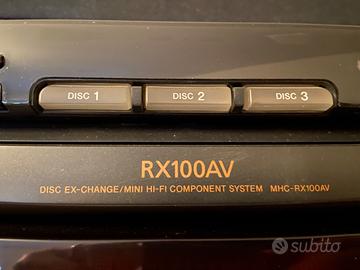 DISC 1 DISC 2 DISC 3
RX100AV
DISC EX-CHANGE/MINI HI-FI COMPONENT SYSTEM MHC-RX100AV
subito